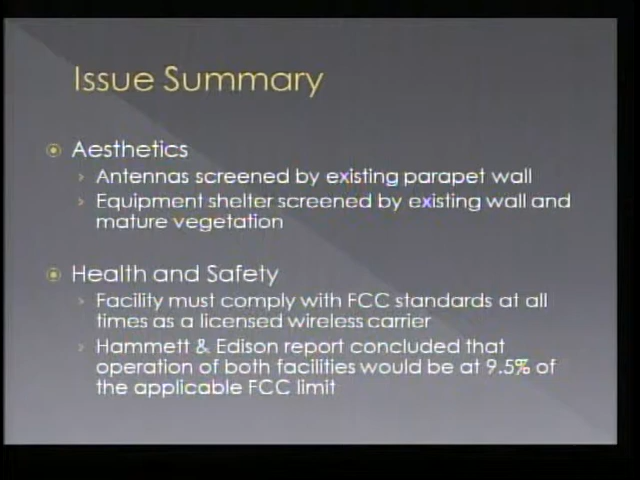 Issue Summary
Aesthetics
Antennas screened by existing parapet wall
Equipment shelter screened by existing wall and
mature vegetation
Health and Safety
Facility must comply with FCC standards at all
times as a licensed wireless carrier
Hammett & Edison report concluded that
operation of both facilities would be at 9.5% of
the applicable FCC limit